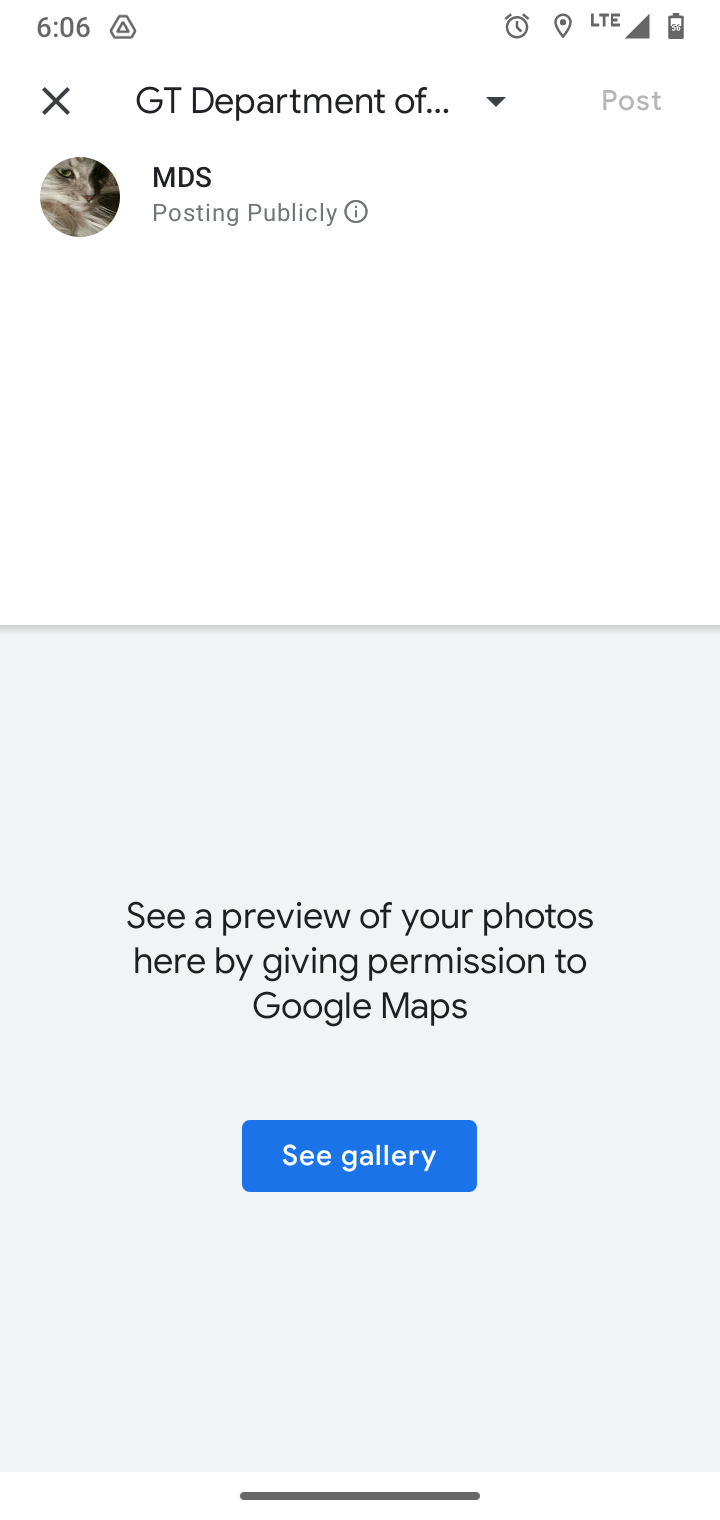 6:06
LTE
GT Department of...
Post
MDS
Posting Publicly
See a preview of your photos
here by giving permission to
Google Maps
See gallery